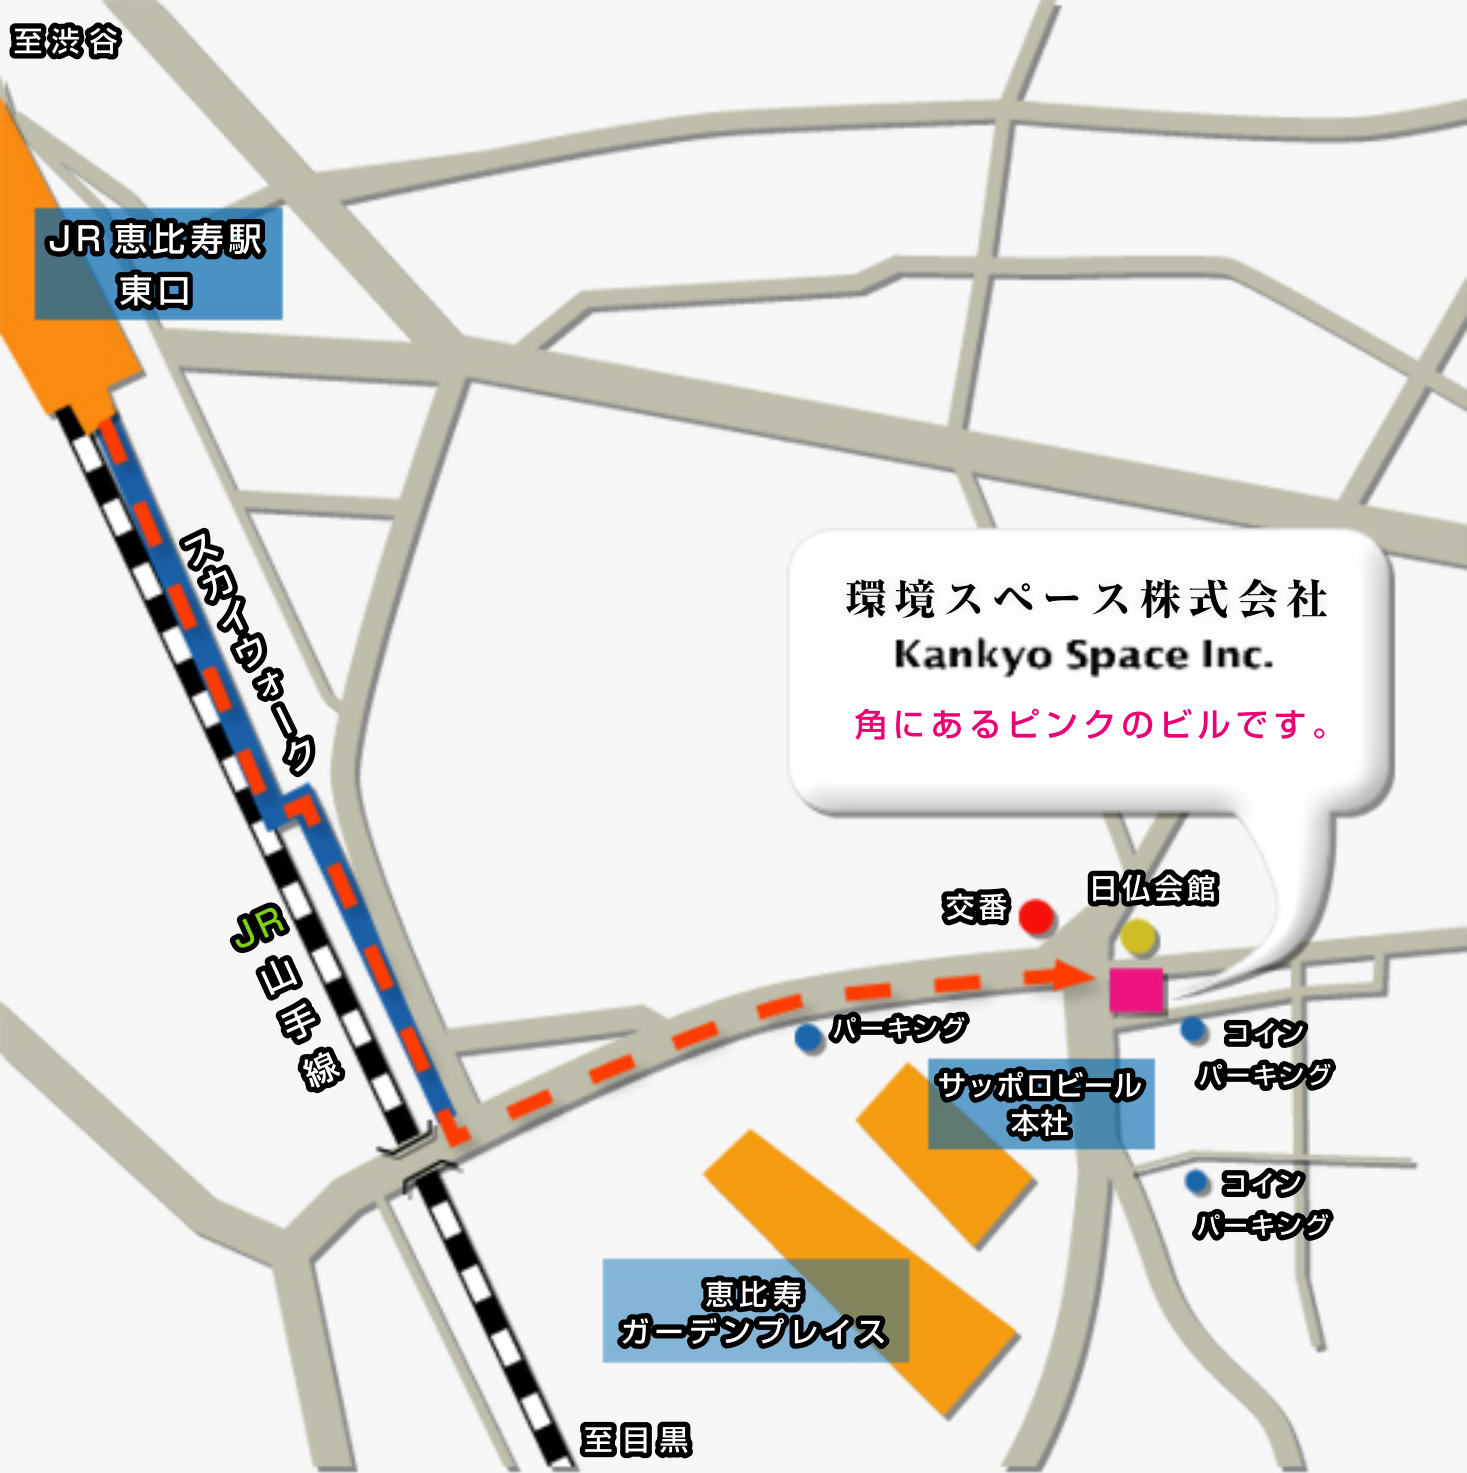 至渋谷
JR 恵比寿駅
東口
スカイウォーク
環境スペース株式会社
Kankyo Space Inc.
角にあるピンクのビルです。
日仏会館
交番
JR山手線
パーキング
コイン
パーキング
サッポロビール
本社
コイン
パーキング
恵比寿
ガーデンプレイス
至目黒